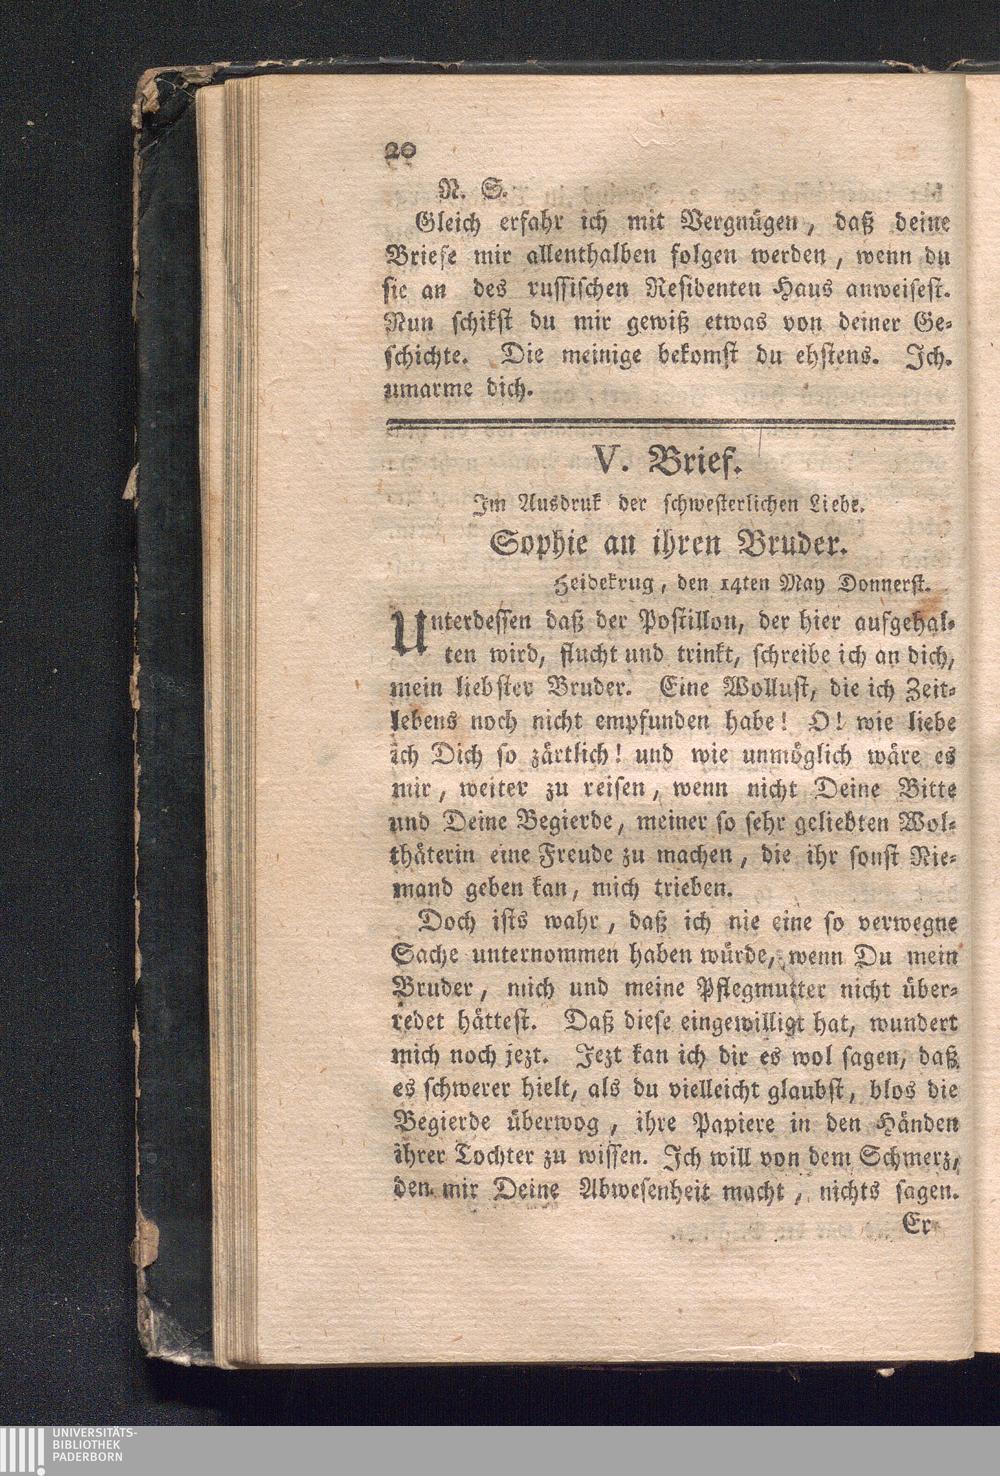 20
N. S.
Gleich erfahr ich mit Vergnügen, daß deine
Briefe mir allenthalben folgen werden, wenn du
sie an des russischen Residenten Haus anweisest.
Nun schikst du mir gewiß etwas von deiner Ge-
schichte. Die meinige bekomst du ehstens. Ich
umarme dich.
V. Brief.
Im Ausdruk der schwesterlichen Liebe.
Sophie an ihren Bruder.
Heidekrug, den 14ten May Donnerst.
Unterdessen daß der Postillon, der hier aufgehal-
ten wird, flucht und trinkt, schreibe ich an dich,
mein liebster Bruder. Eine Wollust, die ich Zeit-
lebens noch nicht empfunden habe! O! wie liebe
ich Dich so zärtlich! und wie unmöglich wäre es
mir, weiter zu reisen, wenn nicht Deine Bitte
und Deine Begierde, meiner so sehr geliebten Wol-
thäterin eine Freude zu machen, die ihr sonst Nie-
mand geben kan, mich trieben.
Doch ists wahr, daß ich nie eine so verwegne
Sache unternommen haben würde, wenn Du mein
Bruder, mich und meine Pflegmutter nicht über-
redet hättest. Daß diese eingewilligt hat, wundert
mich noch jezt. Jezt kan ich dir es wol sagen, daß
es schwerer hielt, als du vielleicht glaubst, blos die
Begierde überwog, ihre Papiere in den Händen
ihrer Tochter zu wissen. Ich will von dem Schmerz,
den mir Deine Abwesenheit macht, nichts sagen.
Er
UNIVERSITÄTS-
BIBLIOTHEK
PADERBORN